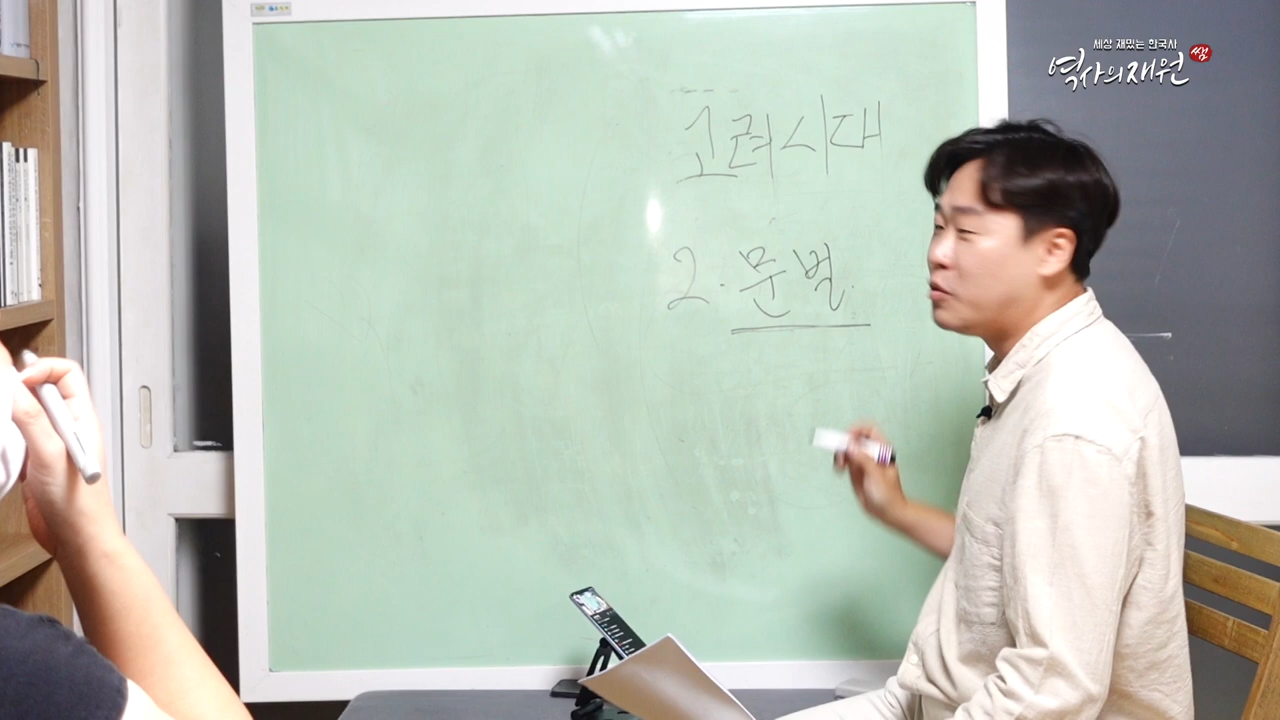 세상 재밌는 한국사
역사의재원 쌤
고려시대
2. 문벌